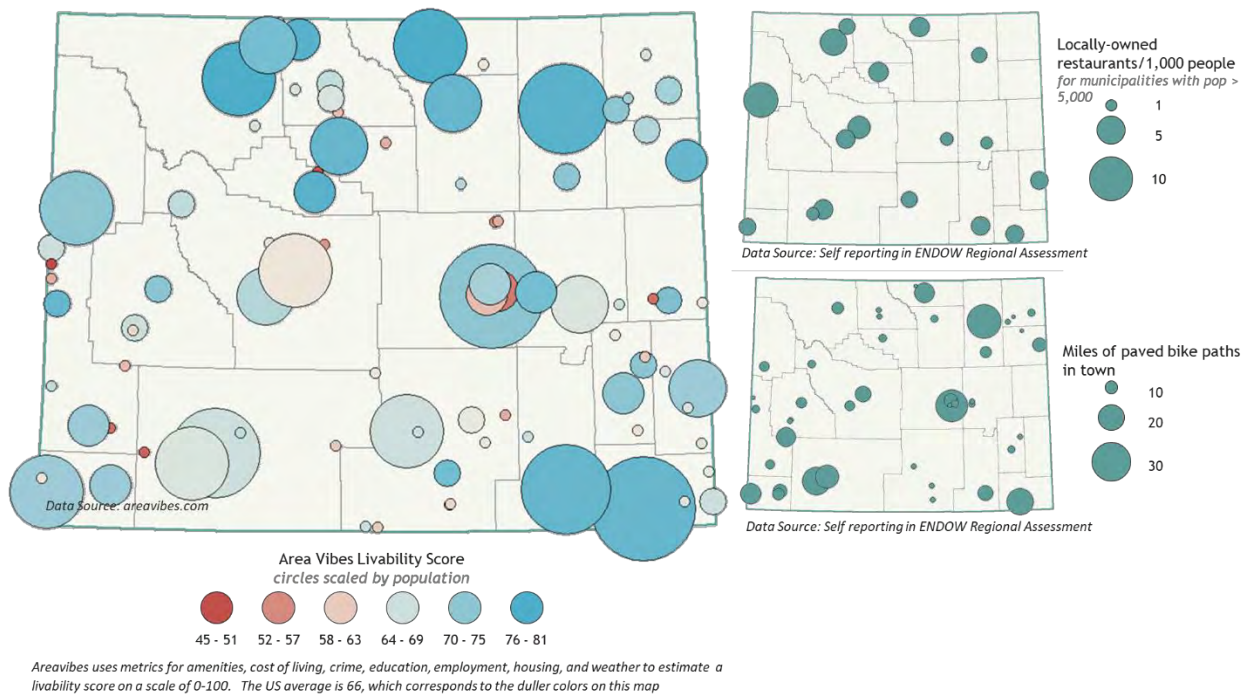 Locally-owned
restaurants/1,000 people
for municipalities with pop >
5,000
1
5
10
Data Source: Self reporting in ENDOW Regional Assessment
Miles of paved bike paths
in town
10
20
30
Data Source: Self reporting in ENDOW Regional Assessment
Data Source: areavibes.com
Area Vibes Livability Score
circles scaled by population
45 - 51 52 - 57 58 - 63 64 - 69 70 - 75 76 - 81
Areavibes uses metrics for amenities, cost of living, crime, education, employment, housing, and weather to estimate a
livability score on a scale of 0-100. The US average is 66, which corresponds to the duller colors on this map